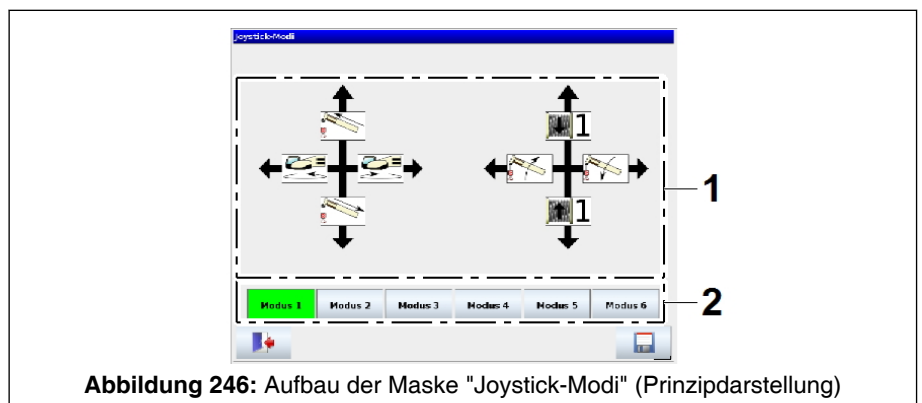 Joystick-Modi
1
1
1
Modus 1 Modus 2 Modus 3 Modus 4 Modus 5 Modus 6
2
Abbildung 246: Aufbau der Maske "Joystick-Modi" (Prinzipdarstellung)